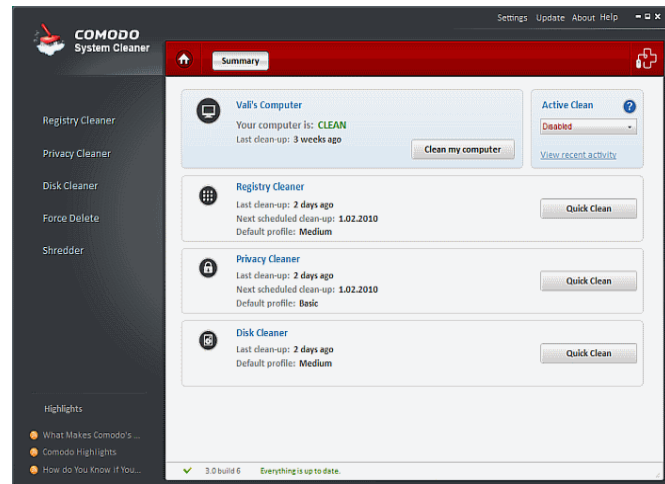 COMODO
System Cleaner
Settings Update About Help
Summary
Registry Cleaner
Privacy Cleaner
Disk Cleaner
Force Delete
Shredder
Vali's Computer
Your computer is: CLEAN
Last clean-up: 3 weeks ago
Clean my computer
Active Clean
?
Disabled
View recent activity
Registry Cleaner
Last clean-up: 2 days ago
Next scheduled clean-up: 1.02.2010
Default profile: Medium
Quick Clean
Privacy Cleaner
Last clean-up: 2 days ago
Next scheduled clean-up: 1.02.2010
Default profile: Basic
Quick Clean
Disk Cleaner
Last clean-up: 2 days ago
Default profile: Medium
Quick Clean
Highlights
What Makes Comodo's ...
Comodo Highlights
How do You Know if You...
3.0 build 6 Everything is up to date.